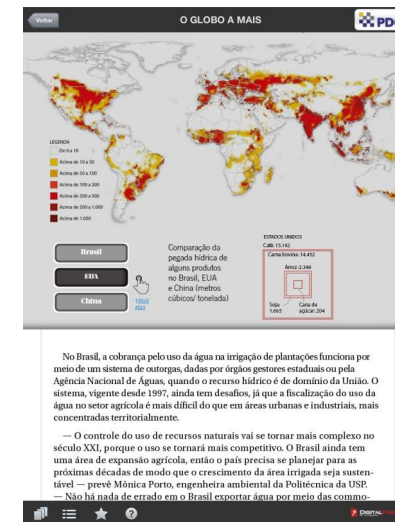 Voltar
O GLOBO A MAIS
PDG
LEGENDA
De 0 a 10
Acima de 10 a 50
Acima de 50 a 100
Acima de 100 a 200
Acima de 200 a 500
Acima de 500 a 1.000
Acima de 1.000
Brasil
EUA
China
TOQUE
AQUI
Comparação da
pegada hídrica de
alguns produtos
no Brasil, EUA
e China (metros
cúbicos/ tonelada)
ESTADOS UNIDOS
Café: 15.142
Carne bovina: 14.452
Arroz: 2.344
Soja:
1.665
Cana de
açúcar: 204
No Brasil, a cobrança pelo uso da água na irrigação de plantações funciona por
meio de um sistema de outorgas, dadas por órgãos gestores estaduais ou pela
Agência Nacional de Águas, quando o recurso hídrico é de domínio da União. O
sistema, vigente desde 1997, ainda tem desafios, já que a fiscalização do uso da
água no setor agrícola é mais difícil do que em áreas urbanas e industriais, mais
concentradas territorialmente.
— O controle do uso de recursos naturais vai se tornar mais complexo no
século XXI, porque o uso se tornará mais competitivo. O Brasil ainda tem
uma área de expansão agrícola, então o país precisa se planejar para as
próximas décadas de modo que o crescimento da área irrigada seja susten-
tável — prevê Mônica Porto, engenheira ambiental da Politécnica da USP.
— Não há nada de errado em o Brasil exportar água por meio das commo-